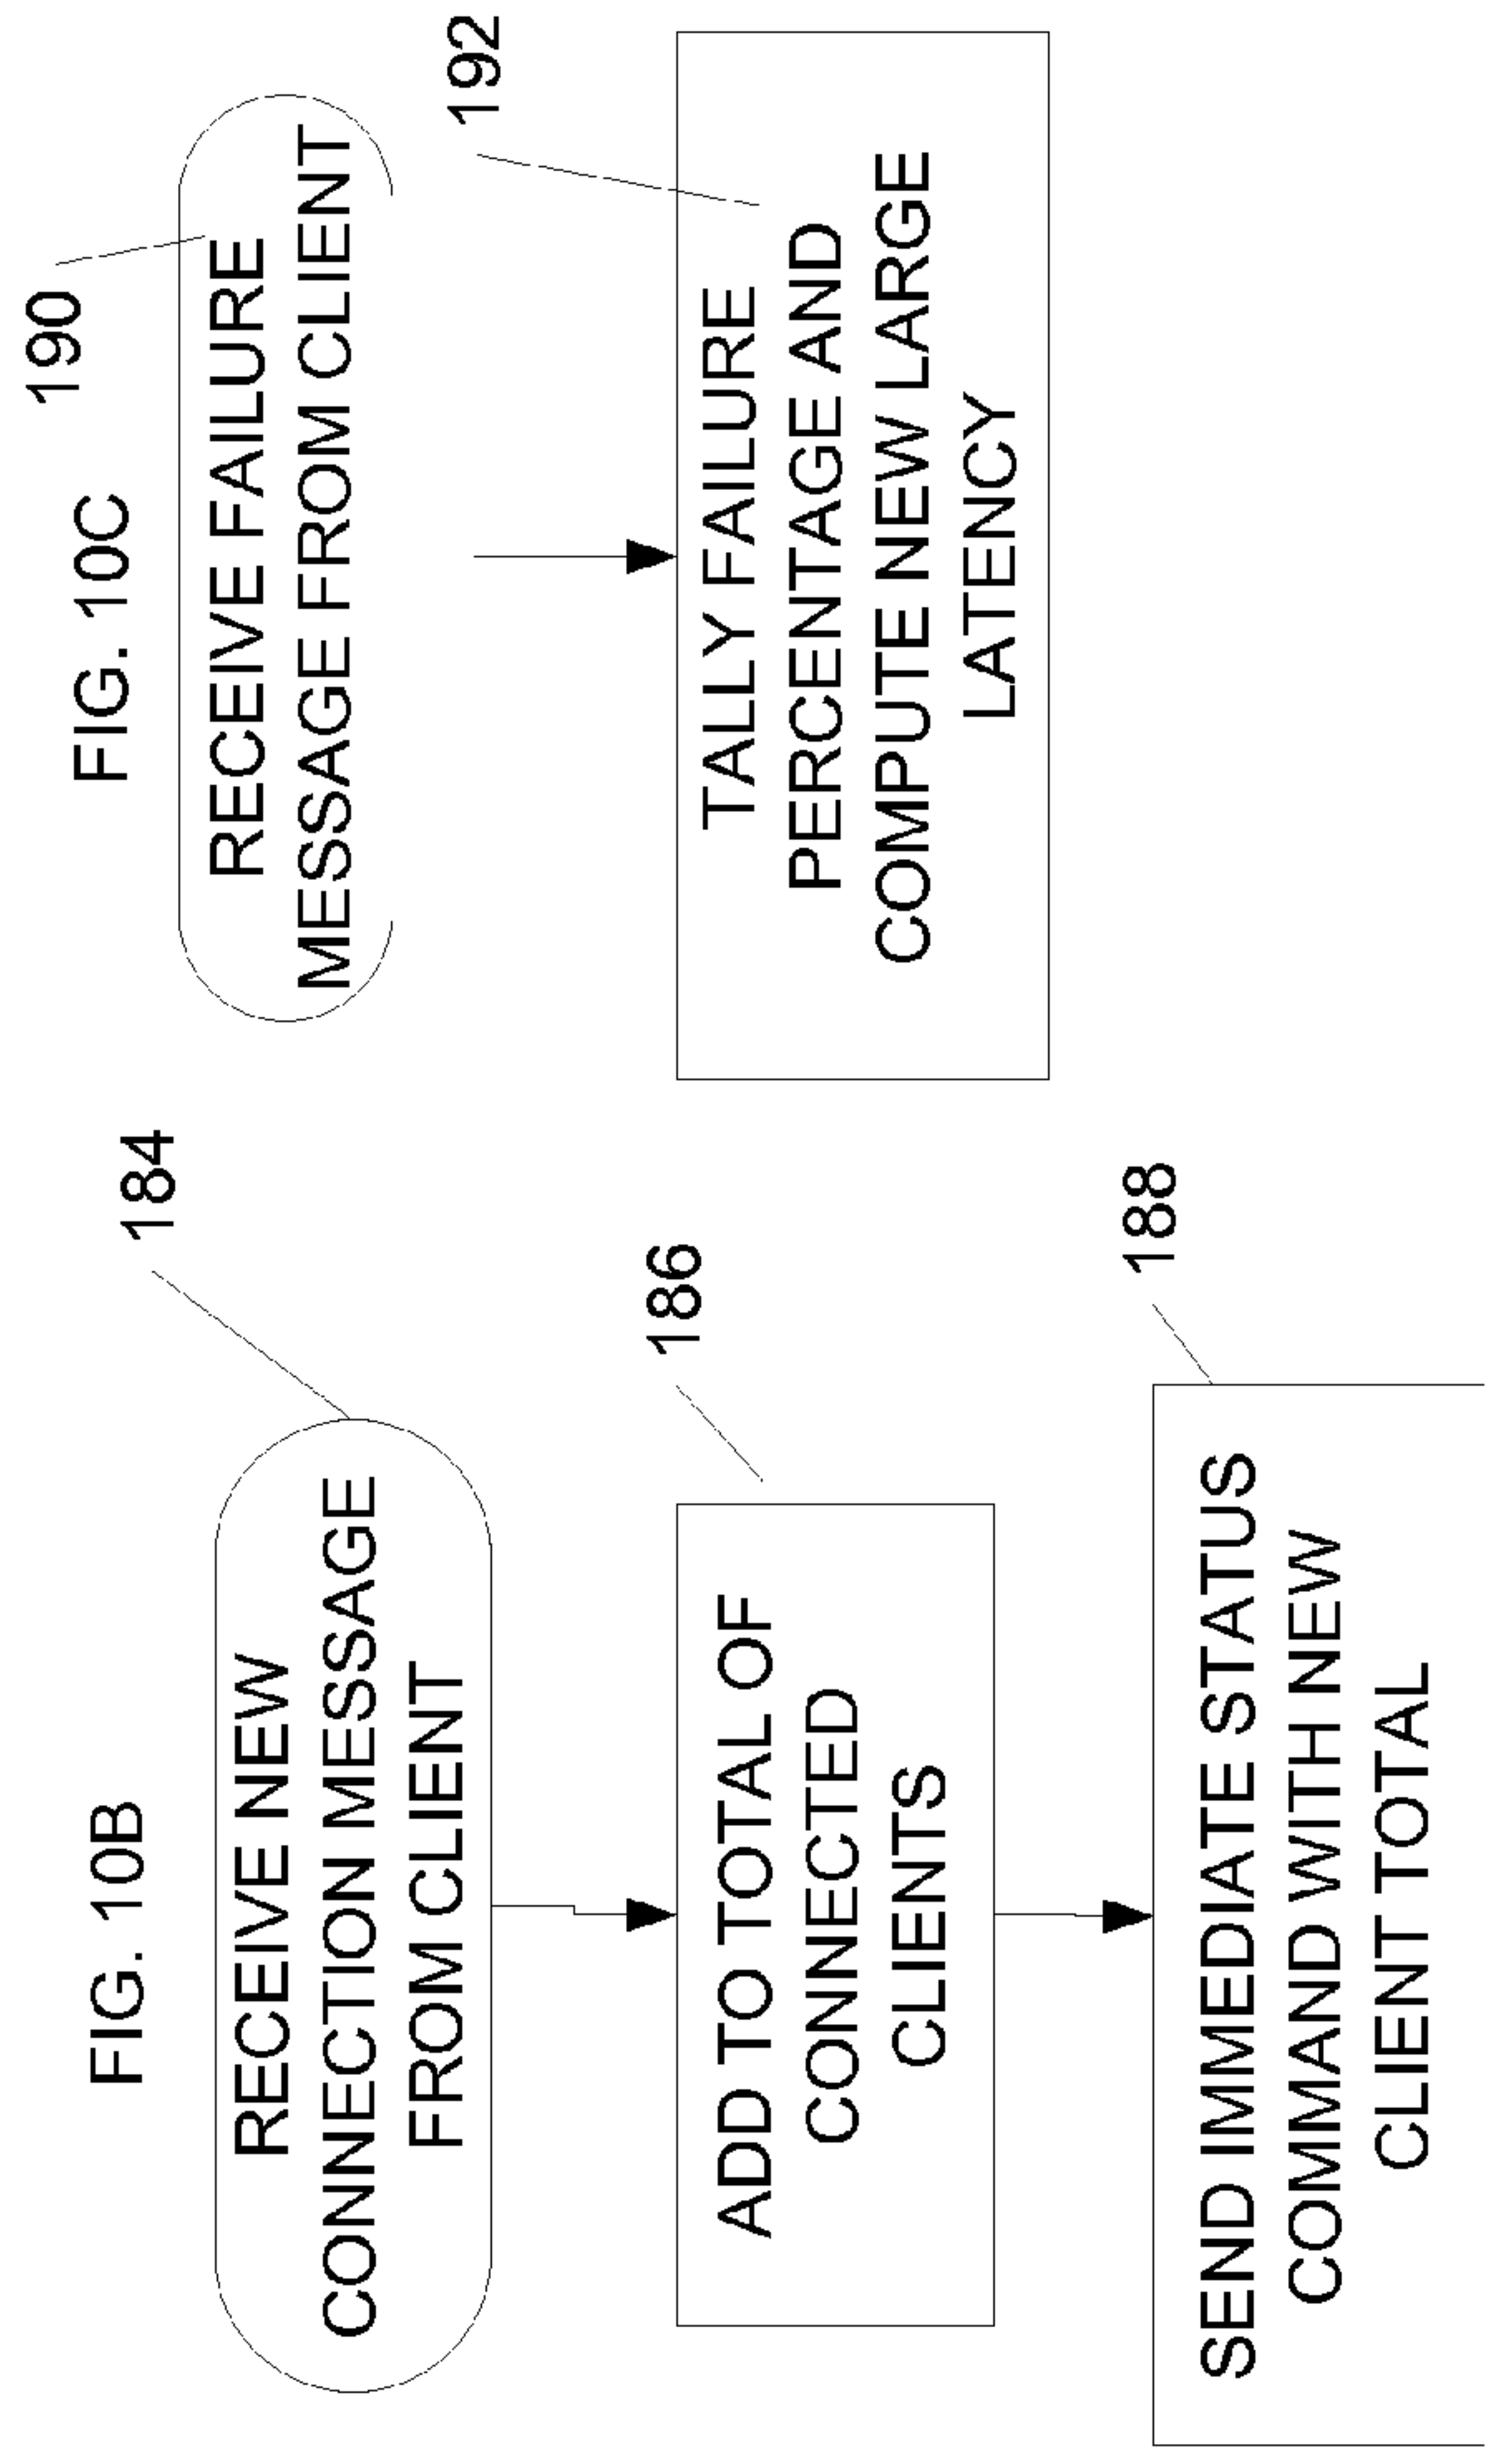 FIG. 10B
184
RECEIVE NEW
CONNECTION MESSAGE
FROM CLIENT
186
ADD TO TOTAL OF
CONNECTED
CLIENTS
188
SEND IMMEDIATE STATUS
COMMAND WITH NEW
CLIENT TOTAL
FIG. 10C
190
RECEIVE FAILURE
MESSAGE FROM CLIENT
192
TALLY FAILURE
PERCENTAGE AND
COMPUTE NEW LARGE
LATENCY